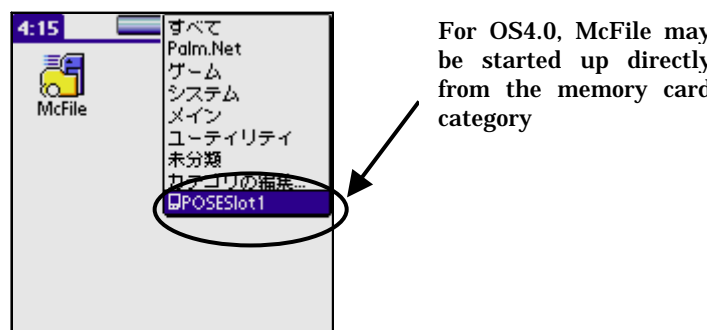 4:15
McFile
すべて
Palm.Net
ゲーム
システム
メイン
ユーティリティ
未分類
カテゴリの編集...
POSESlot1
For OS4.0, McFile may
be started up directly
from the memory card
category